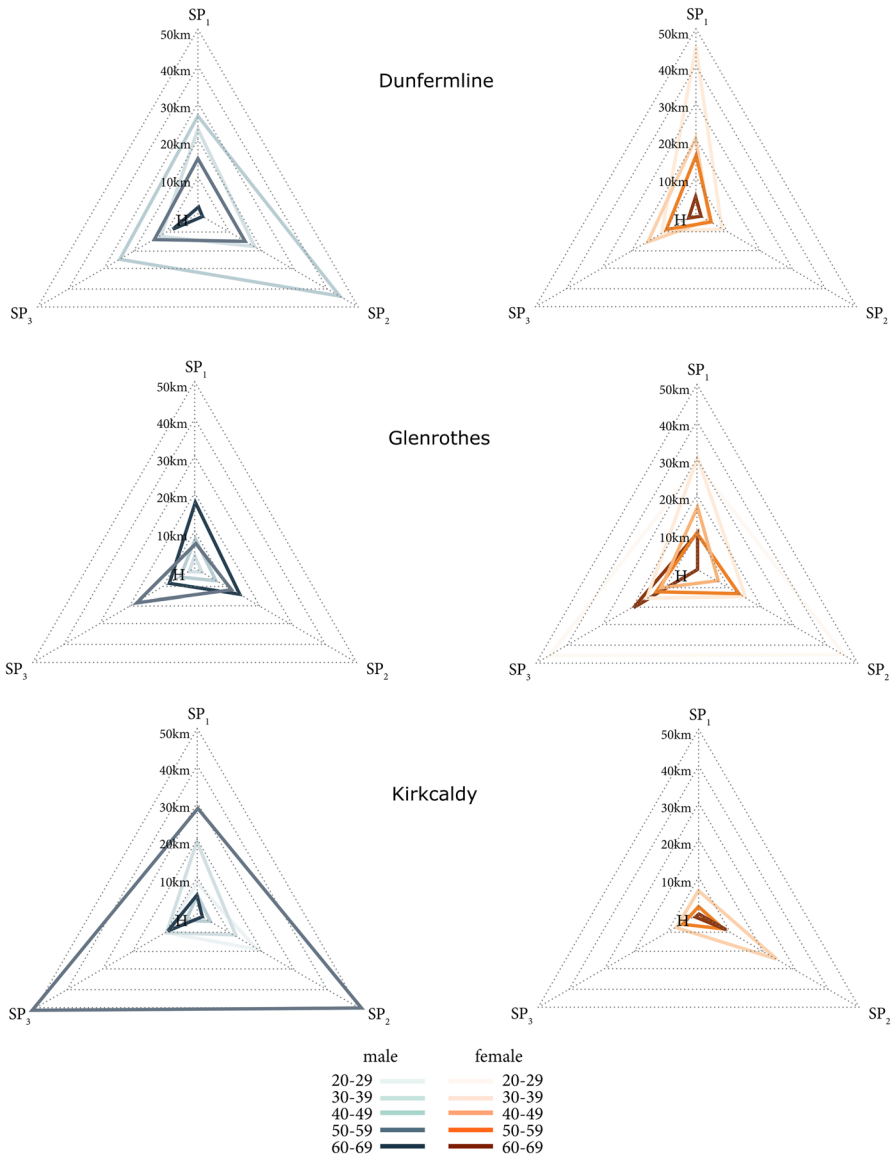 SP1 SP1
50km 50km
Dunfermline
40km 40km
30km 30km
20km 20km
10km 10km
H H
SP3 SP2 SP3 SP2
SP1 SP1
50km 50km
40km 40km
Glenrothes
30km 30km
20km 20km
10km 10km
H H
SP3 SP2 SP3 SP2
SP1 SP1
50km 50km
40km 40km
Kirkcaldy
30km 30km
20km 20km
10km 10km
H H
SP3 SP2 SP3 SP2
male female
20-29 20-29
30-39 30-39
40-49 40-49
50-59 50-59
60-69 60-69